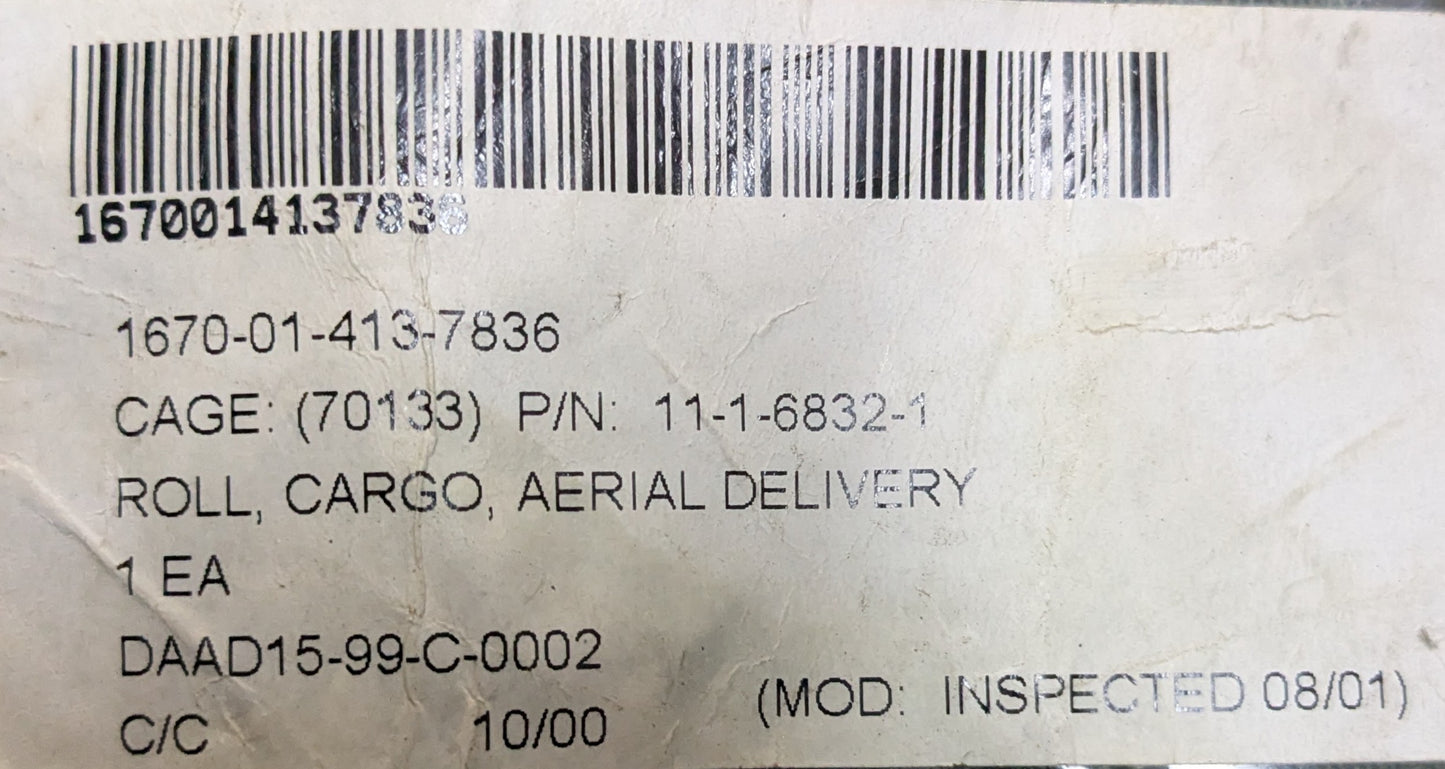 1670014137836
1670-01-413-7836
CAGE: (70133) P/N: 11-1-6832-1
ROLL, CARGO, AERIAL DELIVERY
1 EA
DAAD15-99-C-0002
C/C 10/00 (MOD: INSPECTED 08/01)